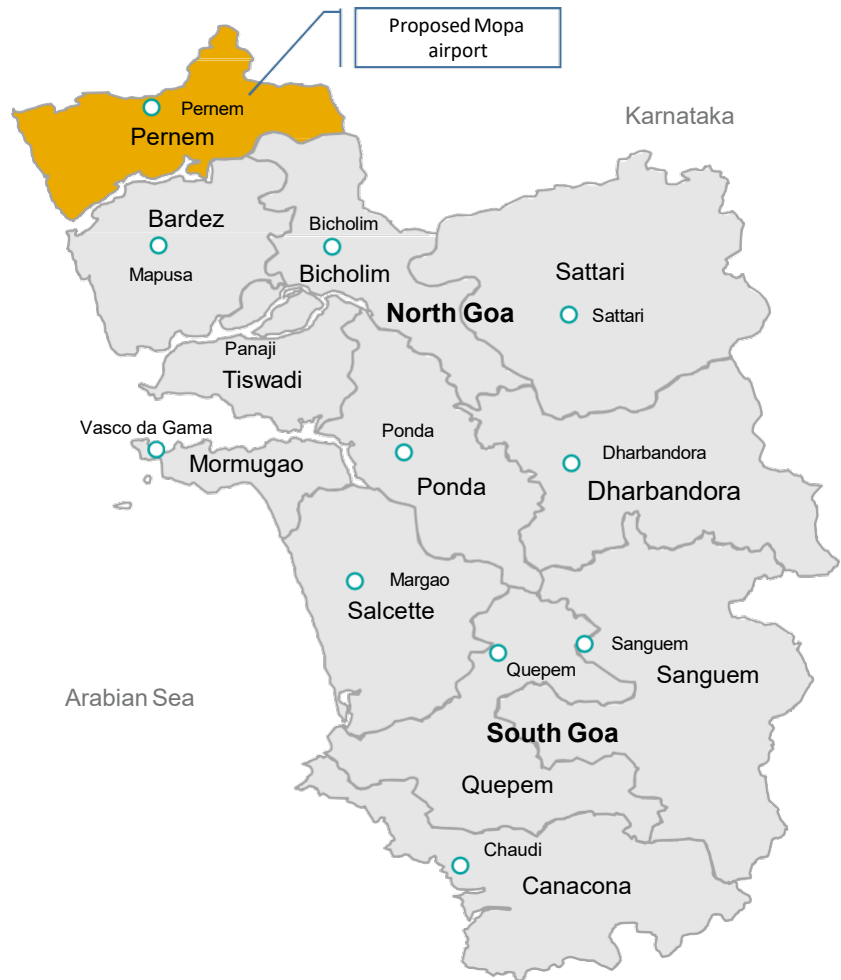 Proposed Mopa
airport
Pernem
Pernem
Karnataka
Bardez
Mapusa
Bicholim
Bicholim
Sattari
Sattari
North Goa
Panaji
Tiswadi
Vasco da Gama
Mormugao
Ponda
Ponda
Dharbandora
Dharbandora
Margao
Salcette
Quepem
Sanguem
Sanguem
Arabian Sea
South Goa
Quepem
Chaudi
Canacona